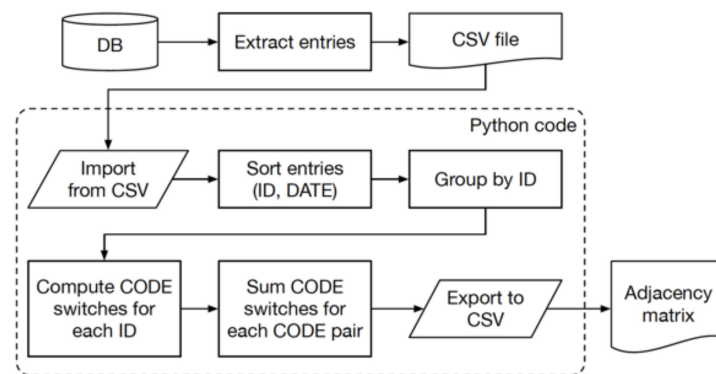 DB
Extract entries
CSV file
Python code
Import
from CSV
Sort entries
(ID, DATE)
Group by ID
Compute CODE
switches for
each ID
Sum CODE
switches for
each CODE pair
Export to
CSV
Adjacency
matrix